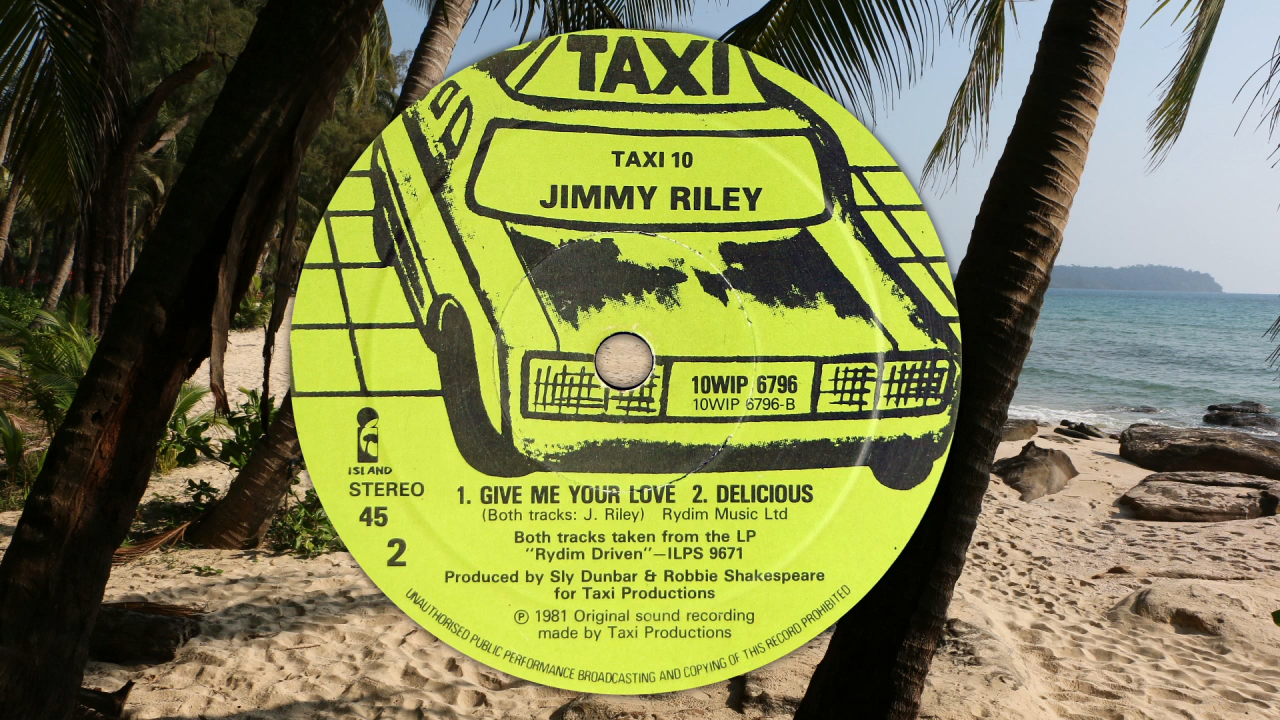 TAXI
TAXI 10
JIMMY RILEY
10WIP 6796
10WIP 6796-B
ISLAND
STEREO
45
2
1. GIVE ME YOUR LOVE 2. DELICIOUS
(Both tracks: J. Riley) Rydim Music Ltd
Both tracks taken from the LP
"Rydim Driven"—ILPS 9671
Produced by Sly Dunbar & Robbie Shakespeare
for Taxi Productions
℗ 1981 Original sound recording
made by Taxi Productions
UNAUTHORISED PUBLIC PERFORMANCE BROADCASTING AND COPYING OF THIS RECORD PROHIBITED